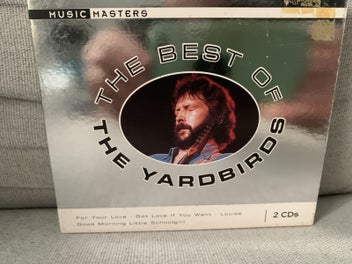 MUSIC MASTERS
THE BEST OF
THE YARDBIRDS
For Your Love - Got Love If You Want - Louise
Good Morning Little Schoolgirl
2 CDs